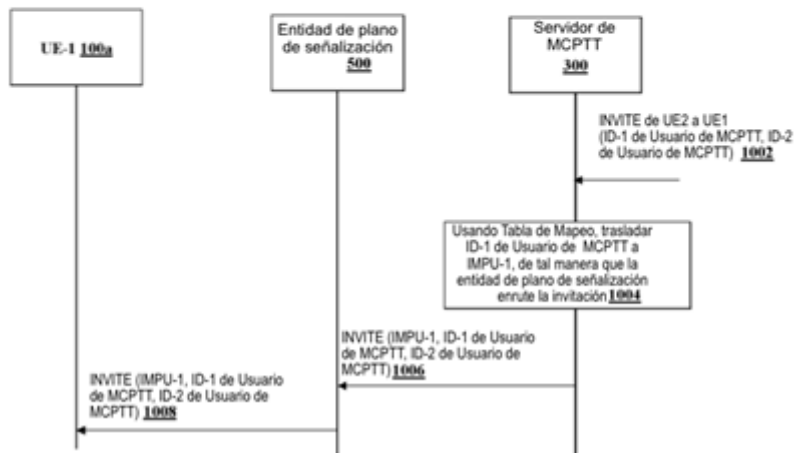 UE-1 100a
Entidad de plano
de señalización
500
Servidor de
MCPTT
300
INVITE de UE2 a UE1
(ID-1 de Usuario de MCPTT, ID-2
de Usuario de MCPTT) 1002
Usando Tabla de Mapeo, trasladar
ID-1 de Usuario de MCPTT a
IMPU-1, de tal manera que la
entidad de plano de señalización
enrute la invitación 1004
INVITE (IMPU-1, ID-1 de Usuario
de MCPTT, ID-2 de Usuario de
MCPTT) 1006
INVITE (IMPU-1, ID-1 de Usuario
de MCPTT, ID-2 de Usuario de
MCPTT) 1008